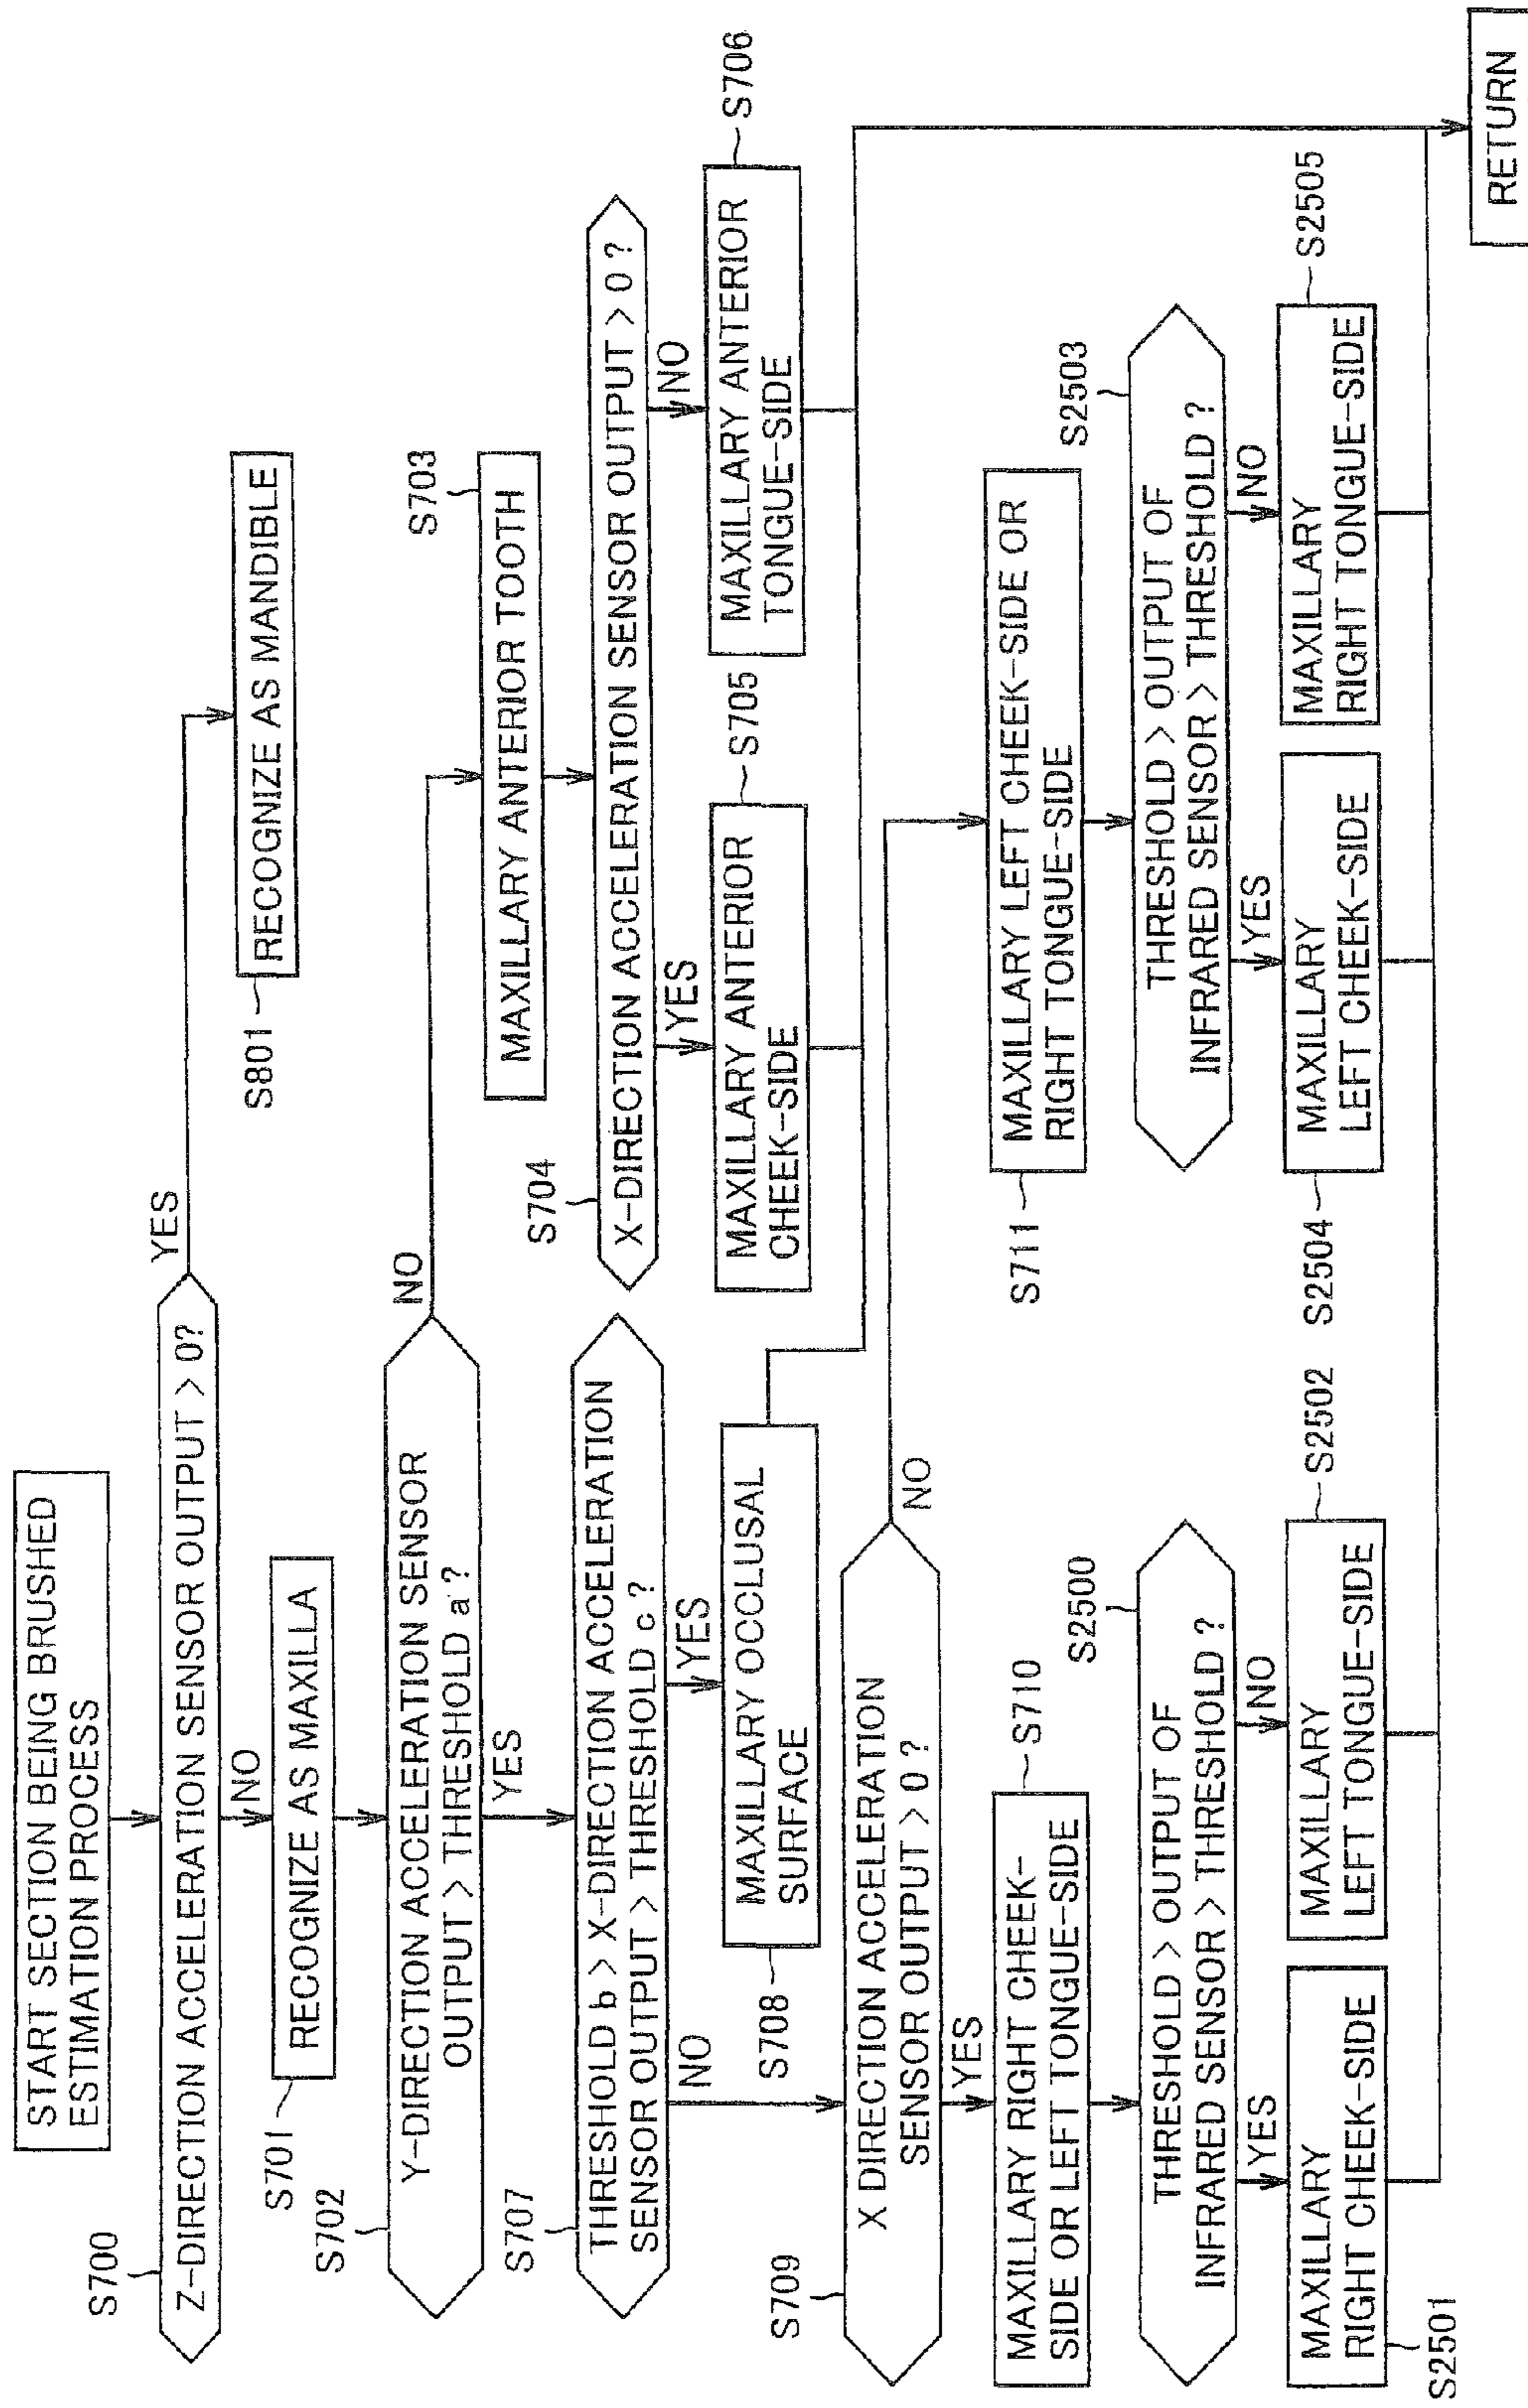 START SECTION BEING BRUSHED
ESTIMATION PROCESS
S700
Z-DIRECTION ACCELERATION SENSOR OUTPUT > 0?
YES
NO
S701
RECOGNIZE AS MAXILLA
S801
RECOGNIZE AS MANDIBLE
S702
Y-DIRECTION ACCELERATION SENSOR
OUTPUT > THRESHOLD a ?
NO
YES
S703
MAXILLARY ANTERIOR TOOTH
S707
THRESHOLD b > X-DIRECTION ACCELERATION
SENSOR OUTPUT > THRESHOLD c ?
NO
YES
S704
X-DIRECTION ACCELERATION SENSOR OUTPUT > 0 ?
YES
NO
S708
MAXILLARY OCCLUSAL
SURFACE
MAXILLARY ANTERIOR
CHEEK-SIDE
S705
MAXILLARY ANTERIOR
TONGUE-SIDE
S706
S709
X DIRECTION ACCELERATION
SENSOR OUTPUT > 0 ?
NO
YES
MAXILLARY RIGHT CHEEK-
SIDE OR LEFT TONGUE-SIDE
S710
S711
MAXILLARY LEFT CHEEK-SIDE OR
RIGHT TONGUE-SIDE
S2500
THRESHOLD > OUTPUT OF
INFRARED SENSOR > THRESHOLD ?
YES
NO
S2503
THRESHOLD > OUTPUT OF
INFRARED SENSOR > THRESHOLD ?
YES
NO
MAXILLARY
RIGHT CHEEK-SIDE
S2501
MAXILLARY
LEFT TONGUE-SIDE
S2502
S2504
MAXILLARY
LEFT CHEEK-SIDE
MAXILLARY
RIGHT TONGUE-SIDE
S2505
RETURN